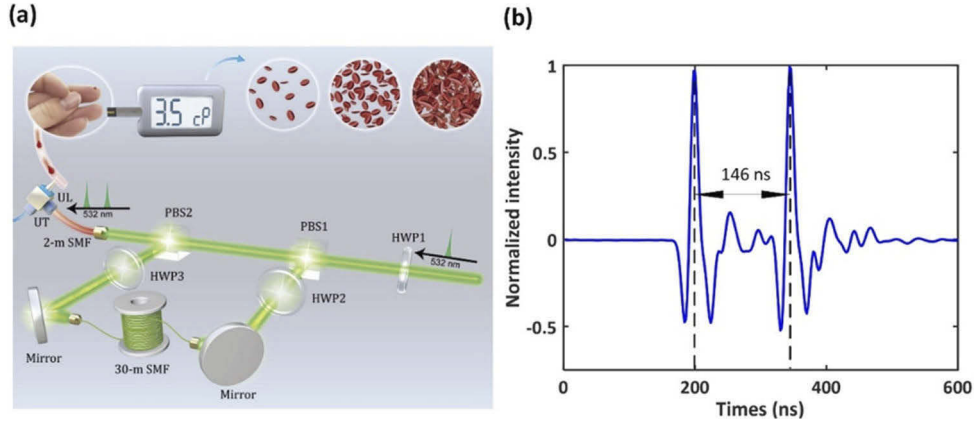 (a)
3.5 cP
UL
532 nm
UT
2-m SMF
PBS2
PBS1
HWP1
532 nm
HWP3
HWP2
Mirror
30-m SMF
Mirror
(b)
Normalized intensity
1
0.5
0
-0.5
146 ns
0
200
400
600
Times (ns)